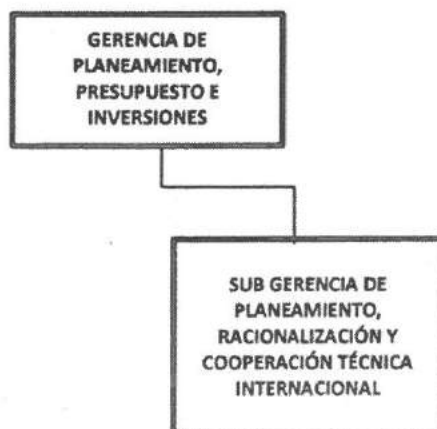 GERENCIA DE
PLANEAMIENTO,
PRESUPUESTO E
INVERSIONES
SUB GERENCIA DE
PLANEAMIENTO,
RACIONALIZACIÓN Y
COOPERACIÓN TÉCNICA
INTERNACIONAL